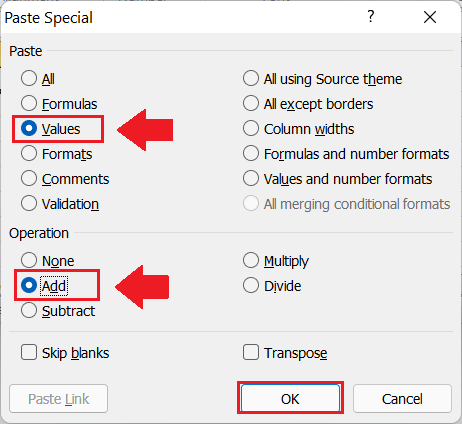 Paste Special
Paste
All
All using Source theme
Formulas
All except borders
Values
Column widths
Formats
Formulas and number formats
Comments
Values and number formats
Validation
All merging conditional formats
Operation
None
Multiply
Add
Divide
Subtract
Skip blanks
Transpose
Paste Link
OK
Cancel